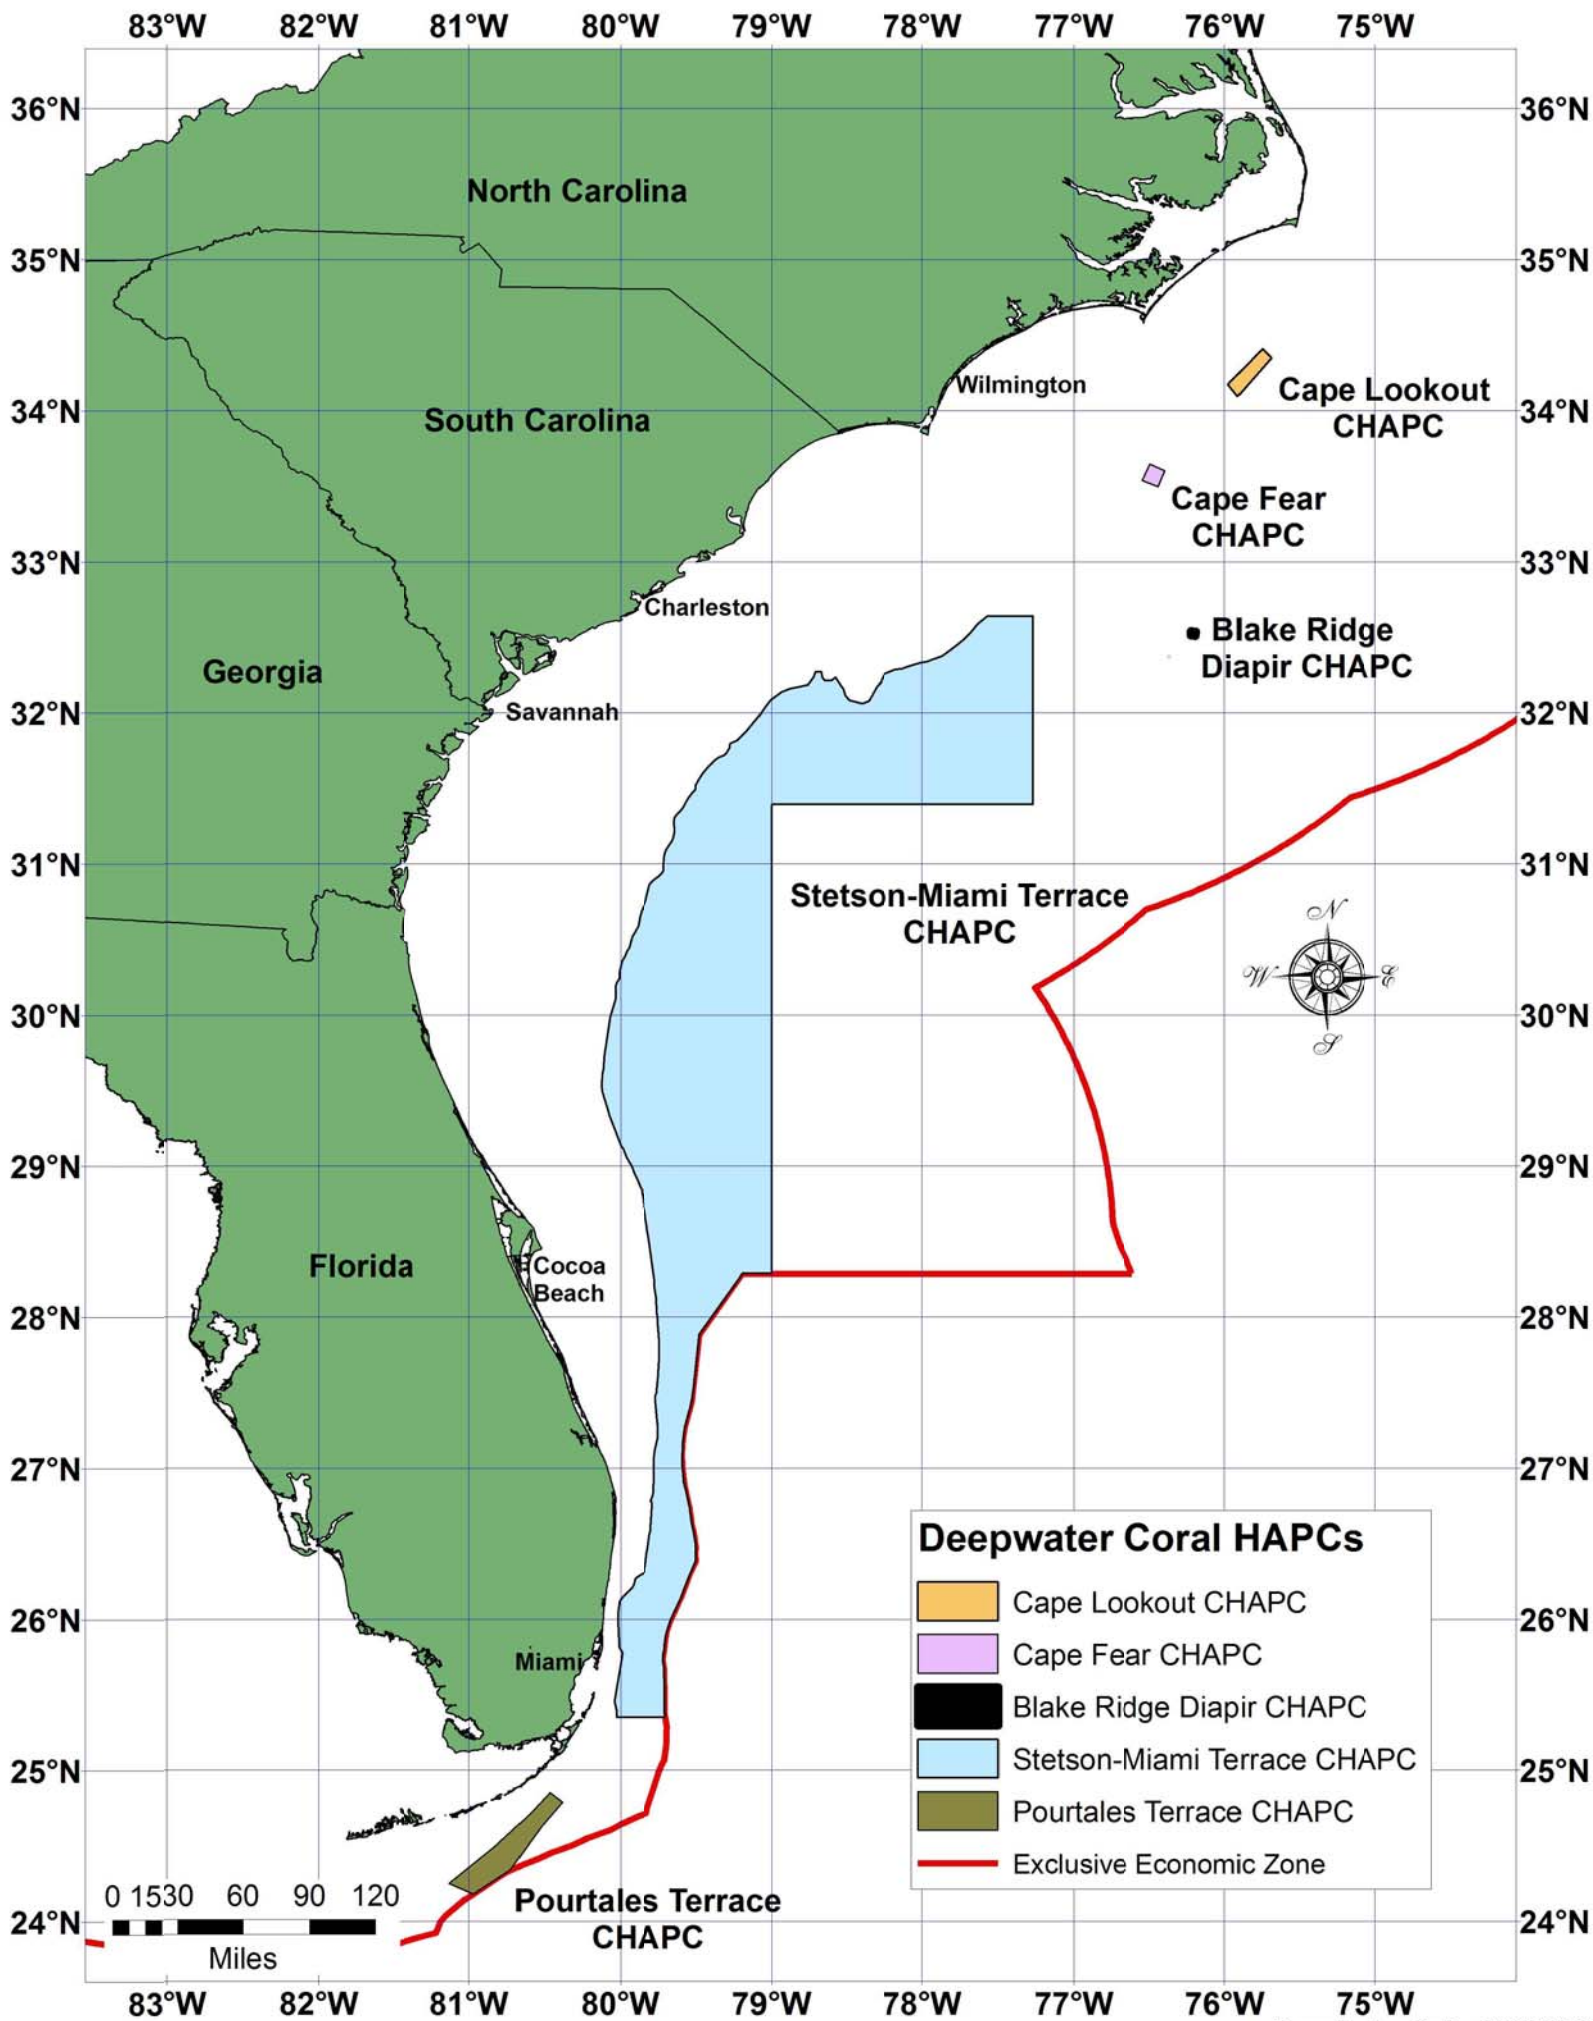 83°W 82°W 81°W 80°W 79°W 78°W 77°W 76°W 75°W
36°N 36°N
North Carolina
35°N 35°N
Wilmington
Cape Lookout
CHAPC
34°N 34°N
South Carolina
Cape Fear
CHAPC
33°N 33°N
Charleston
Blake Ridge
Diapir CHAPC
Georgia
32°N 32°N
Savannah
31°N 31°N
Stetson-Miami Terrace
CHAPC
N
W E
S
30°N 30°N
29°N 29°N
Florida
Cocoa
Beach
28°N 28°N
27°N 27°N
Deepwater Coral HAPCs
Cape Lookout CHAPC
26°N 26°N
Cape Fear CHAPC
Miami
Blake Ridge Diapir CHAPC
25°N 25°N
Stetson-Miami Terrace CHAPC
Pourtales Terrace CHAPC
Exclusive Economic Zone
0 15 30 60 90 120
Miles
Pourtales Terrace
CHAPC
24°N 24°N
83°W 82°W 81°W 80°W 79°W 78°W 77°W 76°W 75°W